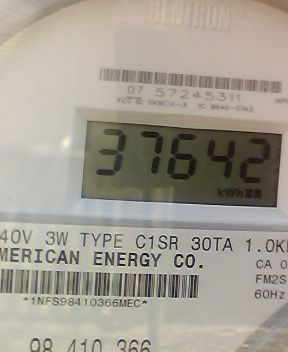 CENTRON
07 57245311
37642
kWh
40V 3W TYPE C1SR 30TA 1.0K
MERICAN ENERGY CO.
CA 0
FM2S
60Hz
*1NFS98410366MEC*
98 410 366